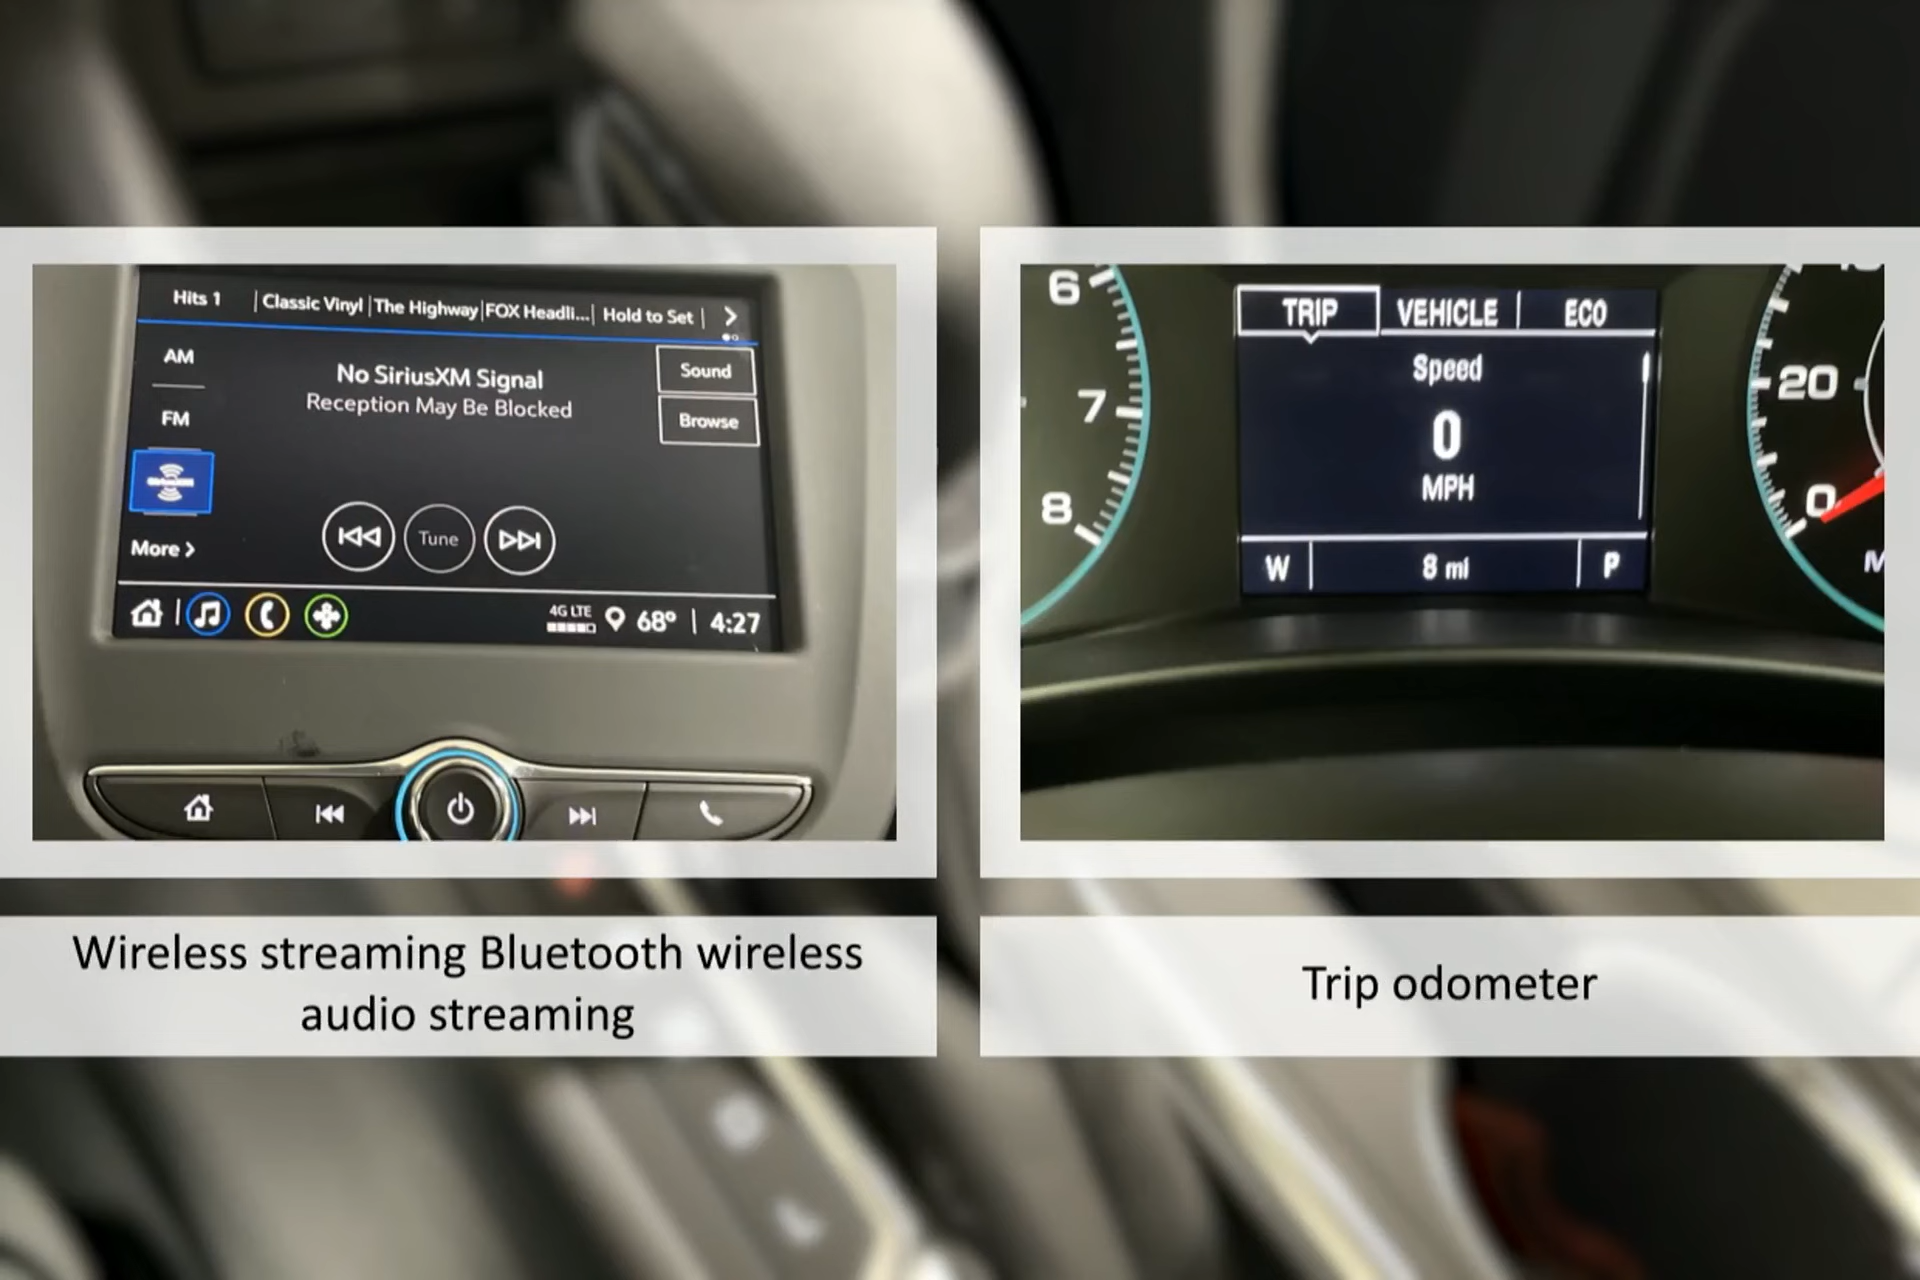 Hits 1 | Classic Vinyl | The Highway | FOX Headli... | Hold to Set |
AM
No SiriusXM Signal
Sound
Reception May Be Blocked
FM
Browse
Tune
More >
4G LTE 68° | 4:27
Wireless streaming Bluetooth wireless
audio streaming
6
7
8
TRIP VEHICLE | ECO
Speed
0
MPH
W | 8 mi | P
20
0
Trip odometer